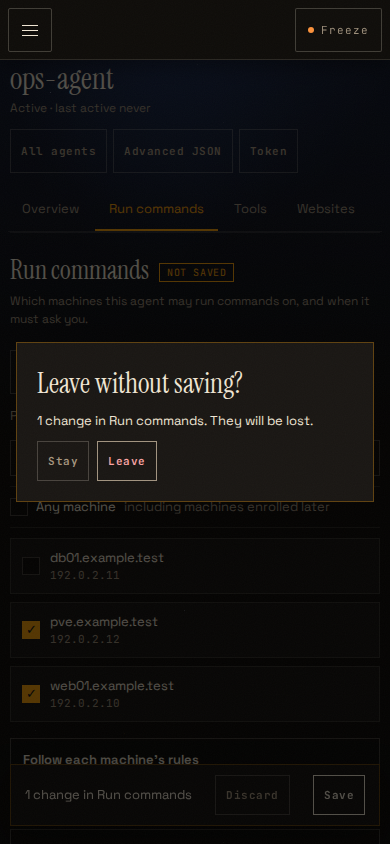 Freeze
ops-agent
Active · last active never
All agents
Advanced JSON
Token
Overview
Run commands
Tools
Websites
Run commands
NOT SAVED
Which machines this agent may run commands on, and when it
must ask you.
Leave without saving?
1 change in Run commands. They will be lost.
Stay
Leave
Any machine including machines enrolled later
db01.example.test
192.0.2.11
pve.example.test
192.0.2.12
web01.example.test
192.0.2.10
Follow each machine's rules
1 change in Run commands
Discard
Save